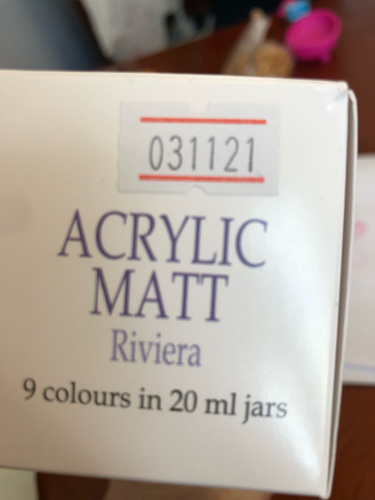 031121
ACRYLIC
MATT
Riviera
9 colours in 20 ml jars